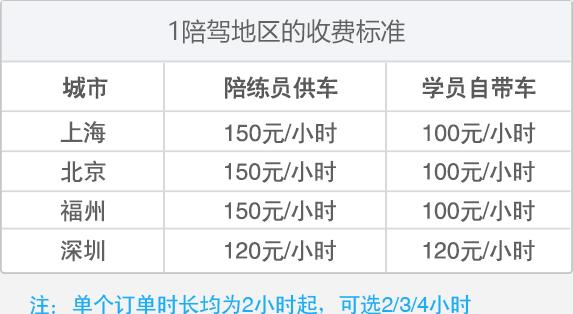 1陪驾地区的收费标准
城市 陪练员供车 学员自带车
上海 150元/小时 100元/小时
北京 150元/小时 100元/小时
福州 150元/小时 100元/小时
深圳 120元/小时 120元/小时
注：单个订单时长均为2小时起，可选2/3/4小时